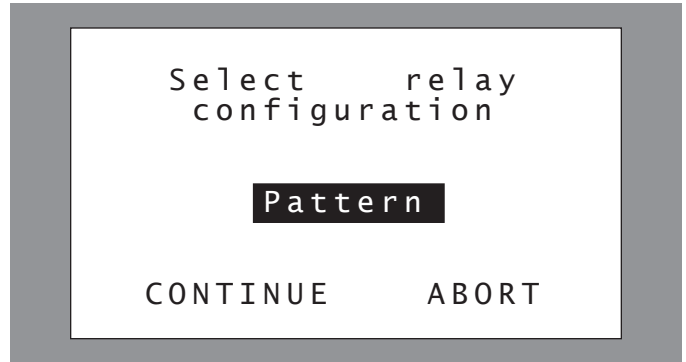 Select relay
configuration
Pattern
CONTINUE ABORT